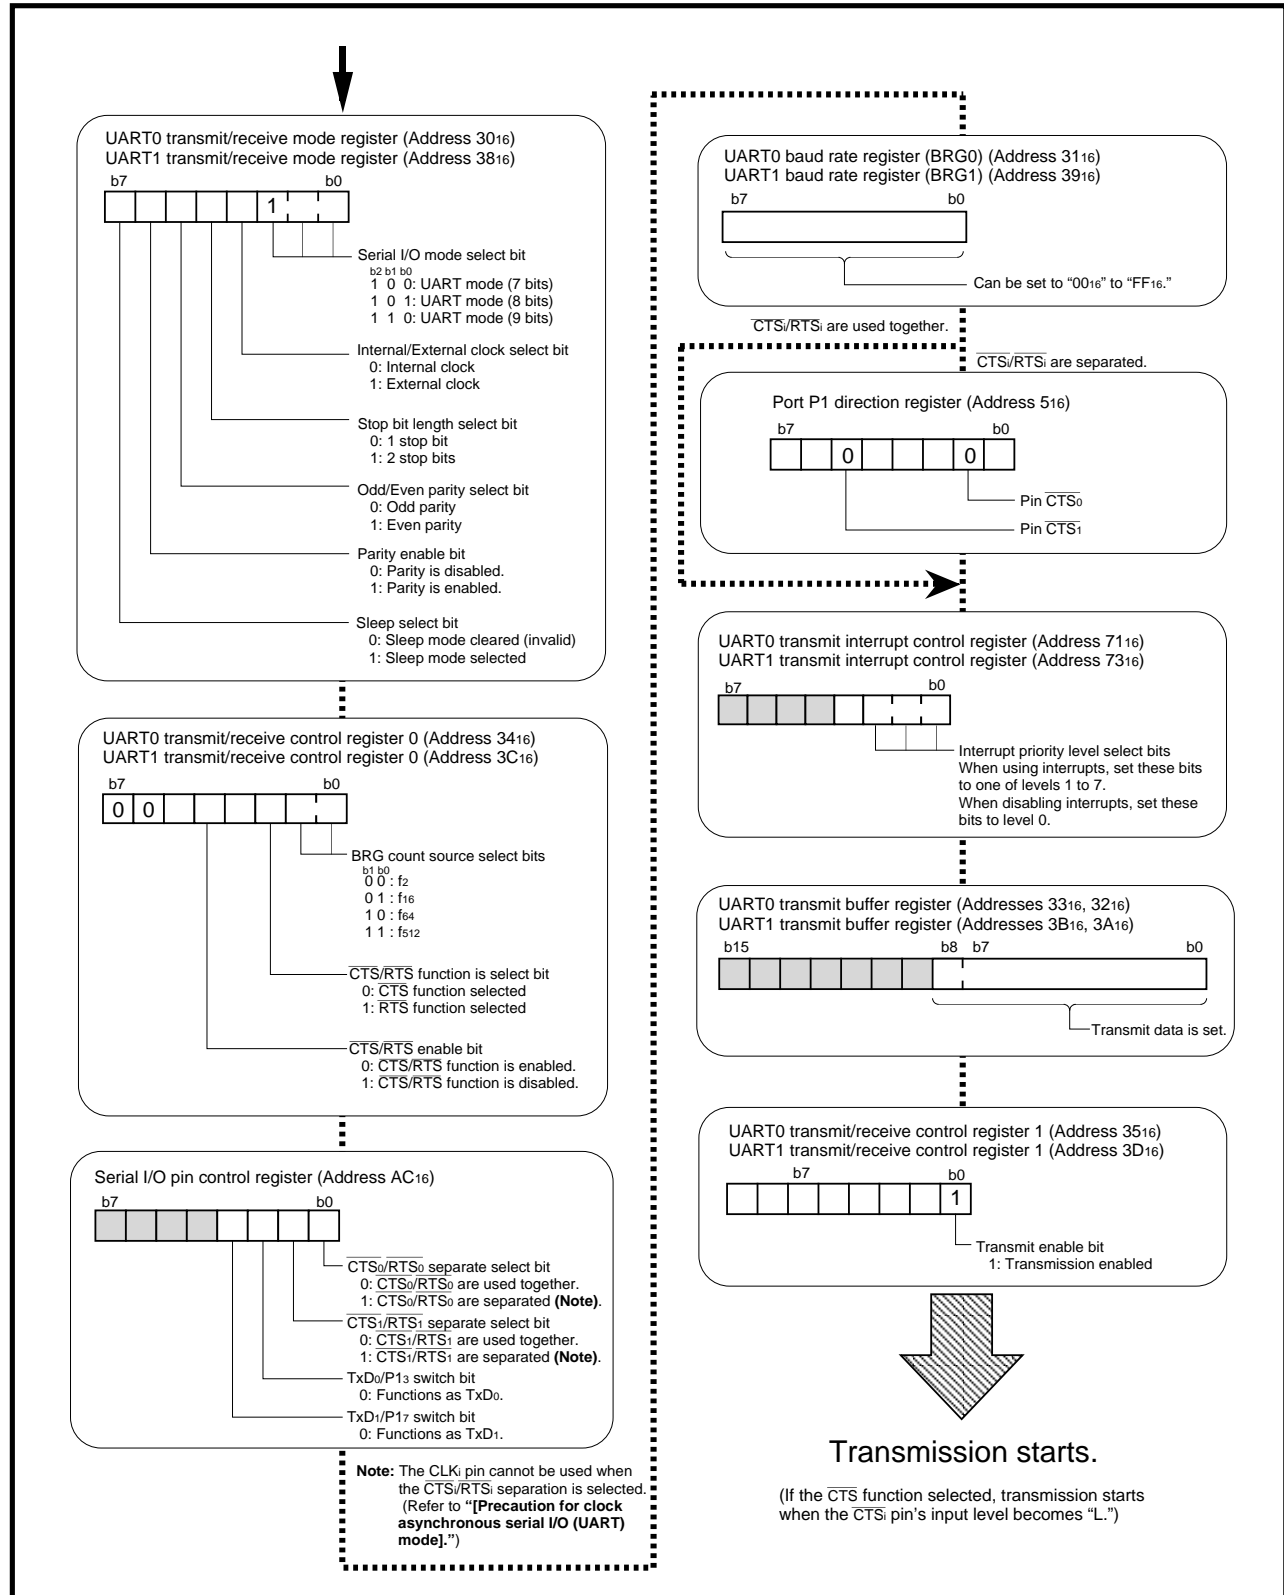 UART0 transmit/receive mode register (Address 3016)
UART1 transmit/receive mode register (Address 3816)
b7 b0
1
Serial I/O mode select bit
b2 b1 b0
1 0 0: UART mode (7 bits)
1 0 1: UART mode (8 bits)
1 1 0: UART mode (9 bits)
Internal/External clock select bit
0: Internal clock
1: External clock
Stop bit length select bit
0: 1 stop bit
1: 2 stop bits
Odd/Even parity select bit
0: Odd parity
1: Even parity
Parity enable bit
0: Parity is disabled.
1: Parity is enabled.
Sleep select bit
0: Sleep mode cleared (invalid)
1: Sleep mode selected
UART0 transmit/receive control register 0 (Address 3416)
UART1 transmit/receive control register 0 (Address 3C16)
b7 b0
0 0
BRG count source select bits
b1 b0
0 0 : f2
0 1 : f16
1 0 : f64
1 1 : f512
CTS/RTS function is select bit
0: CTS function selected
1: RTS function selected
CTS/RTS enable bit
0: CTS/RTS function is enabled.
1: CTS/RTS function is disabled.
Serial I/O pin control register (Address AC16)
b7 b0
CTS0/RTS0 separate select bit
0: CTS0/RTS0 are used together.
1: CTS0/RTS0 are separated (Note).
CTS1/RTS1 separate select bit
0: CTS1/RTS1 are used together.
1: CTS1/RTS1 are separated (Note).
TxD0/P13 switch bit
0: Functions as TxD0.
TxD1/P17 switch bit
0: Functions as TxD1.
Note: The CLKi pin cannot be used when
the CTSi/RTSi separation is selected.
(Refer to “[Precaution for clock
asynchronous serial I/O (UART)
mode].”)
UART0 baud rate register (BRG0) (Address 3116)
UART1 baud rate register (BRG1) (Address 3916)
b7 b0
Can be set to “0016” to “FF16.”
CTSi/RTSi are used together.
CTSi/RTSi are separated.
Port P1 direction register (Address 516)
b7 b0
0 0
Pin CTS0
Pin CTS1
UART0 transmit interrupt control register (Address 7116)
UART1 transmit interrupt control register (Address 7316)
b7 b0
Interrupt priority level select bits
When using interrupts, set these bits
to one of levels 1 to 7.
When disabling interrupts, set these
bits to level 0.
UART0 transmit buffer register (Addresses 3316, 3216)
UART1 transmit buffer register (Addresses 3B16, 3A16)
b15 b8 b7 b0
Transmit data is set.
UART0 transmit/receive control register 1 (Address 3516)
UART1 transmit/receive control register 1 (Address 3D16)
b7 b0
1
Transmit enable bit
1: Transmission enabled
Transmission starts.
(If the CTS function selected, transmission starts
when the CTSi pin’s input level becomes “L.”)